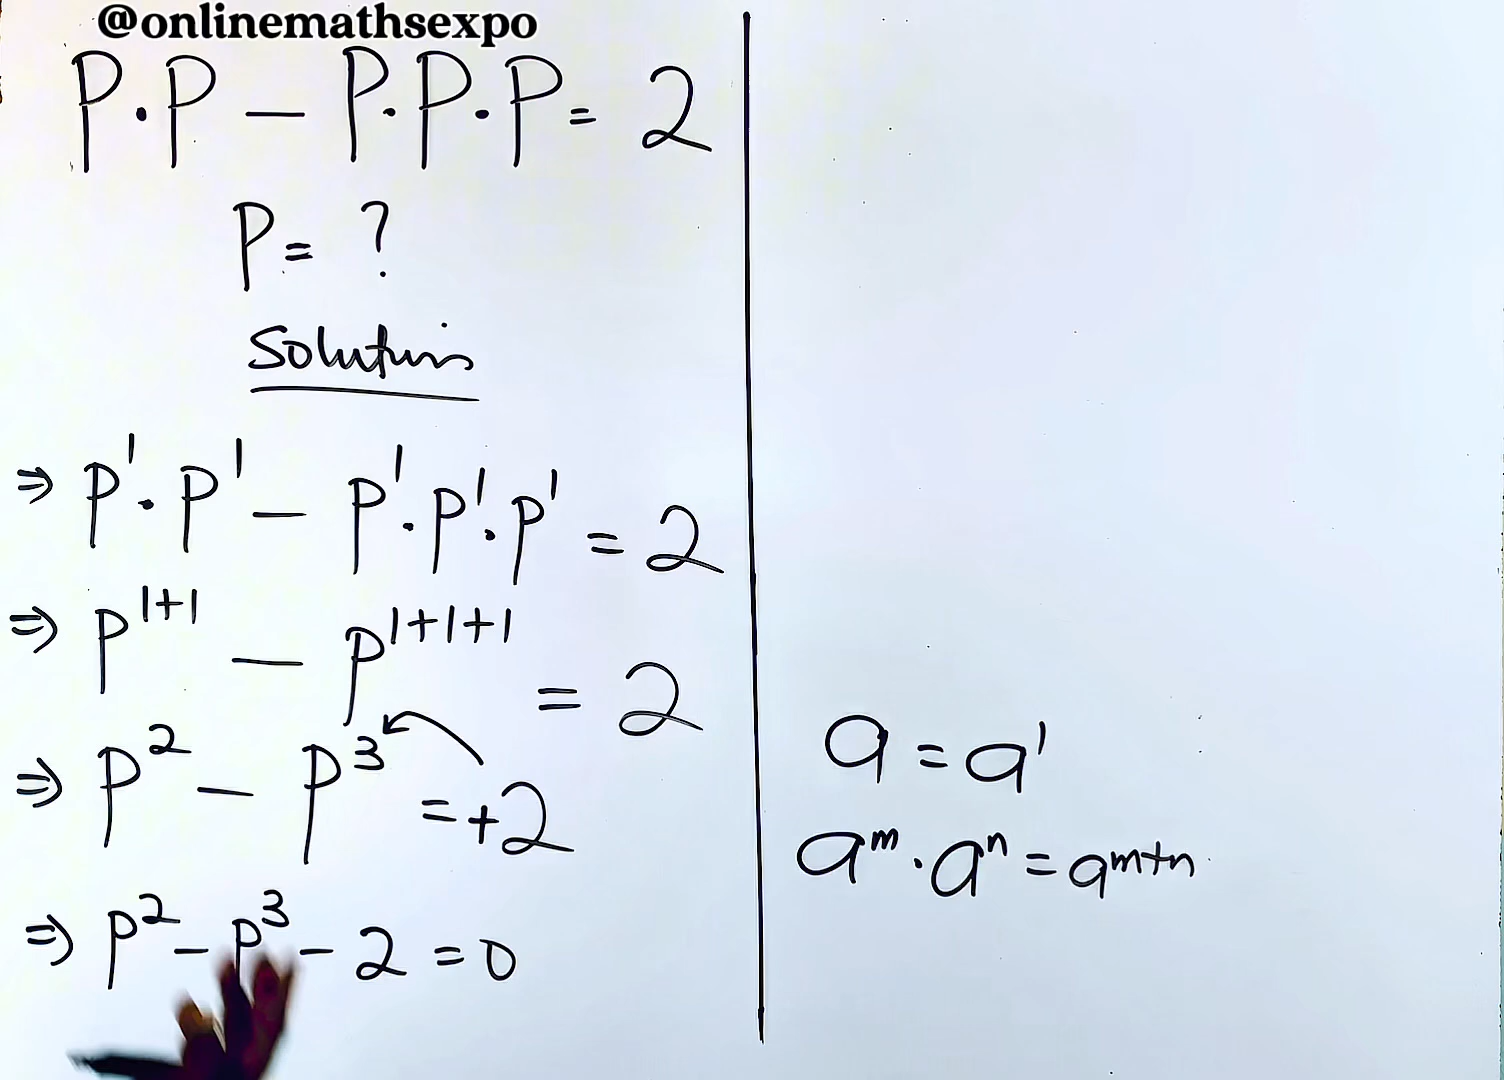 @onlinemathsexpo
P·P − P·P·P = 2
P = ?
Solution
⇒ P¹·P¹ − P¹·P¹·P¹ = 2
⇒ P¹⁺¹ − P¹⁺¹⁺¹ = 2
⇒ P² − P³ = +2
⇒ P² − P³ − 2 = 0
a = a¹
aᵐ·aⁿ = aᵐ⁺ⁿ